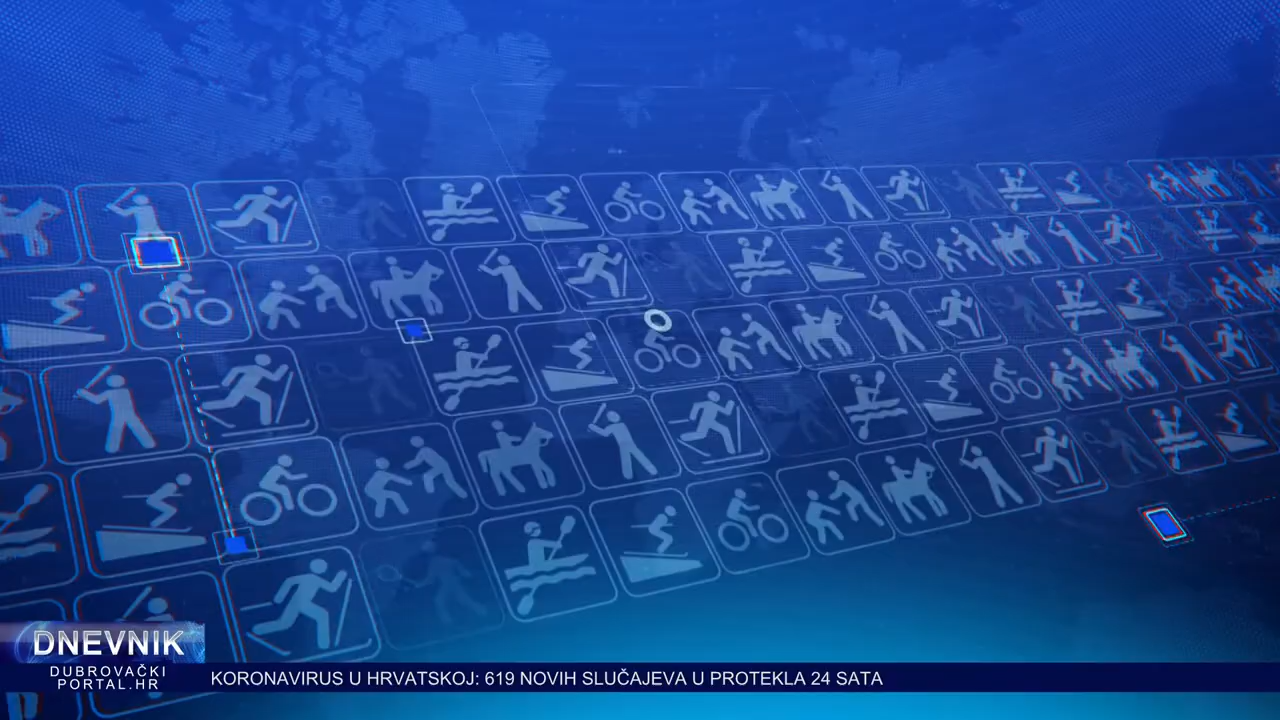 DNEVNIK
DUBROVAČKI
PORTAL.HR
KORONAVIRUS U HRVATSKOJ: 619 NOVIH SLUČAJEVA U PROTEKLA 24 SATA